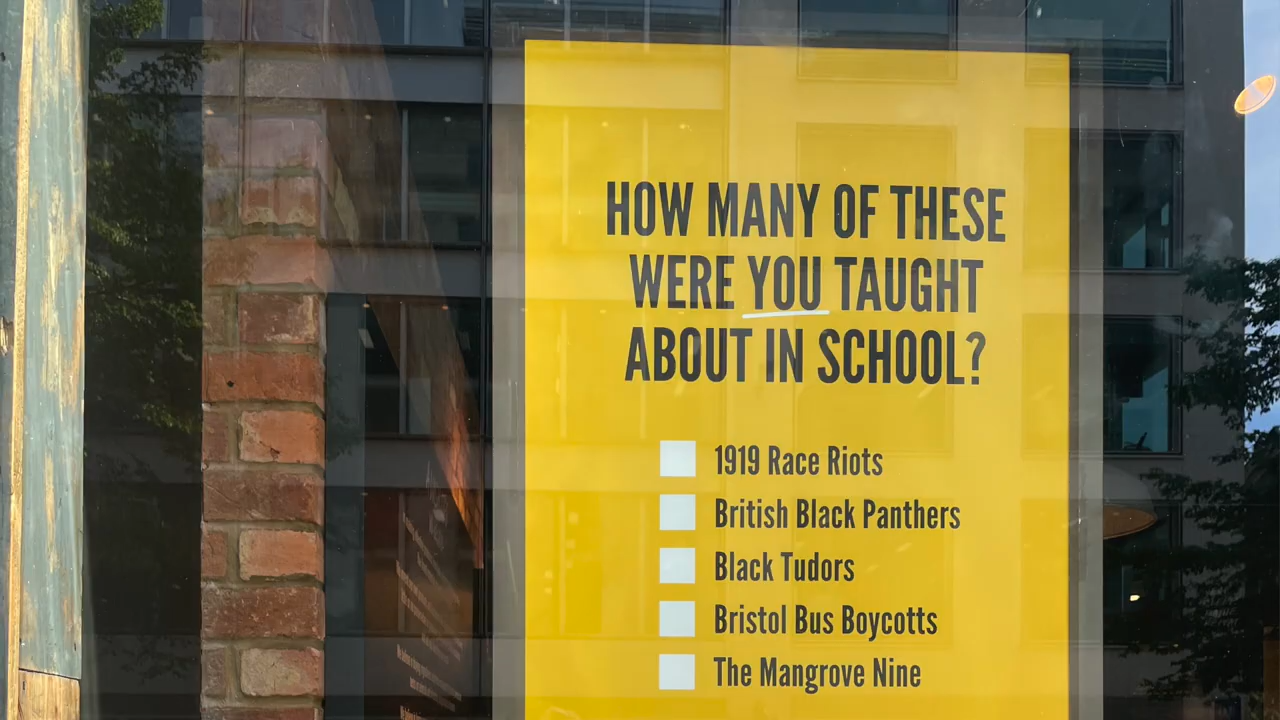 HOW MANY OF THESE
WERE YOU TAUGHT
ABOUT IN SCHOOL?
1919 Race Riots
British Black Panthers
Black Tudors
Bristol Bus Boycotts
The Mangrove Nine